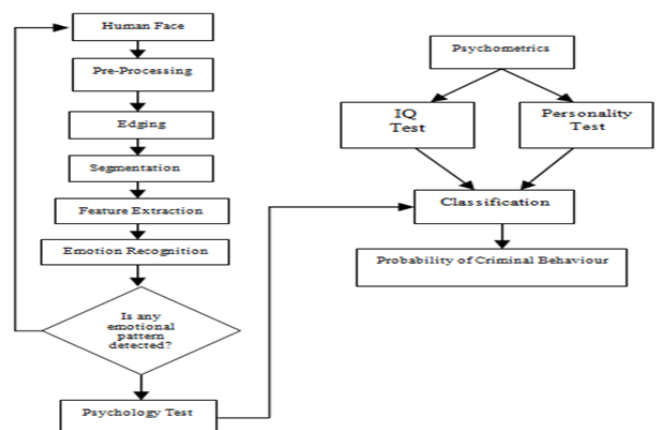 Human Face
Pre-Processing
Edging
Segmentation
Feature Extraction
Emotion Recognition
Is any
emotional
pattern
detected?
Psychology Test
Psychometrics
IQ
Test
Personality
Test
Classification
Probability of Criminal Behaviour